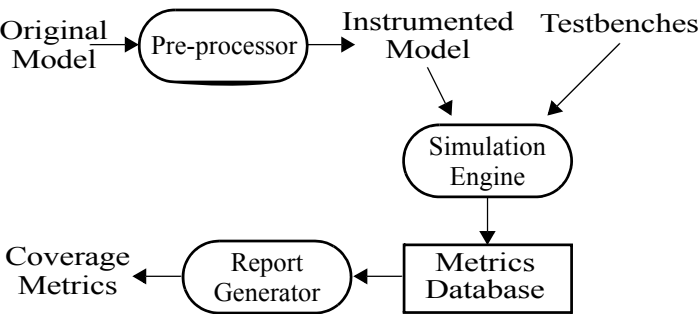 Original
Model
Pre-processor
Instrumented
Model
Testbenches
Simulation
Engine
Coverage
Metrics
Report
Generator
Metrics
Database